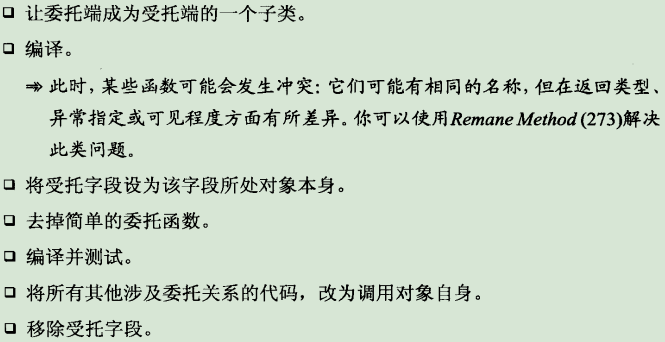 □ 让委托端成为受托端的一个子类。
□ 编译。
⇒ 此时，某些函数可能会发生冲突：它们可能有相同的名称，但在返回类型、
异常指定或可见程度方面有所差异。你可以使用Remane Method (273)解决
此类问题。
□ 将受托字段设为该字段所处对象本身。
□ 去掉简单的委托函数。
□ 编译并测试。
□ 将所有其他涉及委托关系的代码，改为调用对象自身。
□ 移除受托字段。